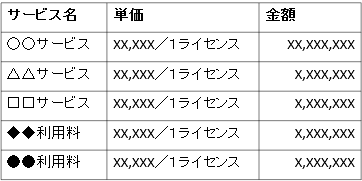 サービス名 単価 金額
○○サービス xx,xxx／1ライセンス xx,xxx,xxx
△△サービス xx,xxx／1ライセンス x,xxx,xxx
□□サービス xx,xxx／1ライセンス x,xxx,xxx
◆◆利用料 xx,xxx／1ライセンス x,xxx,xxx
●●利用料 xx,xxx／1ライセンス x,xxx,xxx